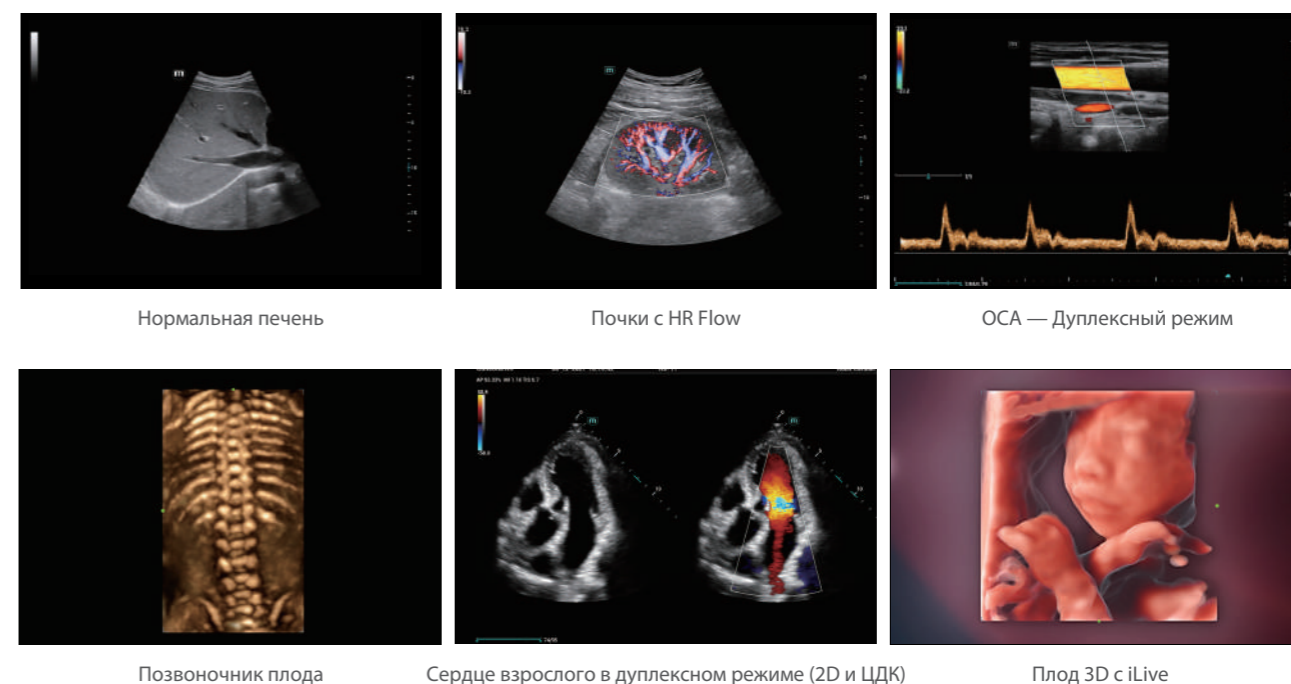 Нормальная печень
Почки с HR Flow
ОСА — Дуплексный режим
Позвоночник плода
Сердце взрослого в дуплексном режиме (2D и ЦДК)
Плод 3D с iLive